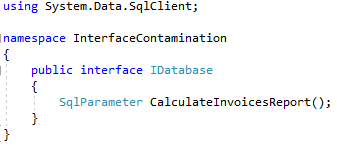 using System.Data.SqlClient;
namespace InterfaceContamination
{
public interface IDatabase
{
SqlParameter CalculateInvoicesReport();
}
}